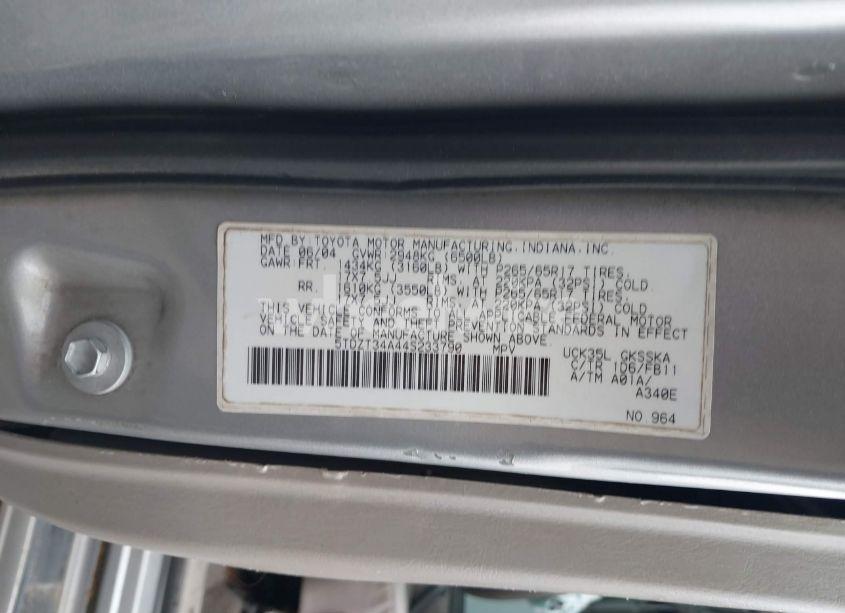 MFD. BY: TOYOTA MOTOR MANUFACTURING, INDIANA, INC.
DATE 06/04 GVWR 2948KG (6500LB)
GAWR: FRT. 1434KG (3160LB) WITH P265/65R17 TIRES.
17X7.5JJ RIMS, AT 220KPA (32PSI) COLD.
RR. 1610KG (3550LB) WITH P265/65R17 TIRES.
17X7.5JJ RIMS, AT 220KPA (32PSI) COLD
THIS VEHICLE CONFORMS TO ALL APPLICABLE FEDERAL MOTOR
VEHICLE SAFETY AND THEFT PREVENTION STANDARDS IN EFFECT
ON THE DATE OF MANUFACTURE SHOWN ABOVE.
5TDZT34A44S233790 MPV
UCK35L GKSSKA
C/TR 1D6/FB11
A/TM A01A/
A340E
NO. 964